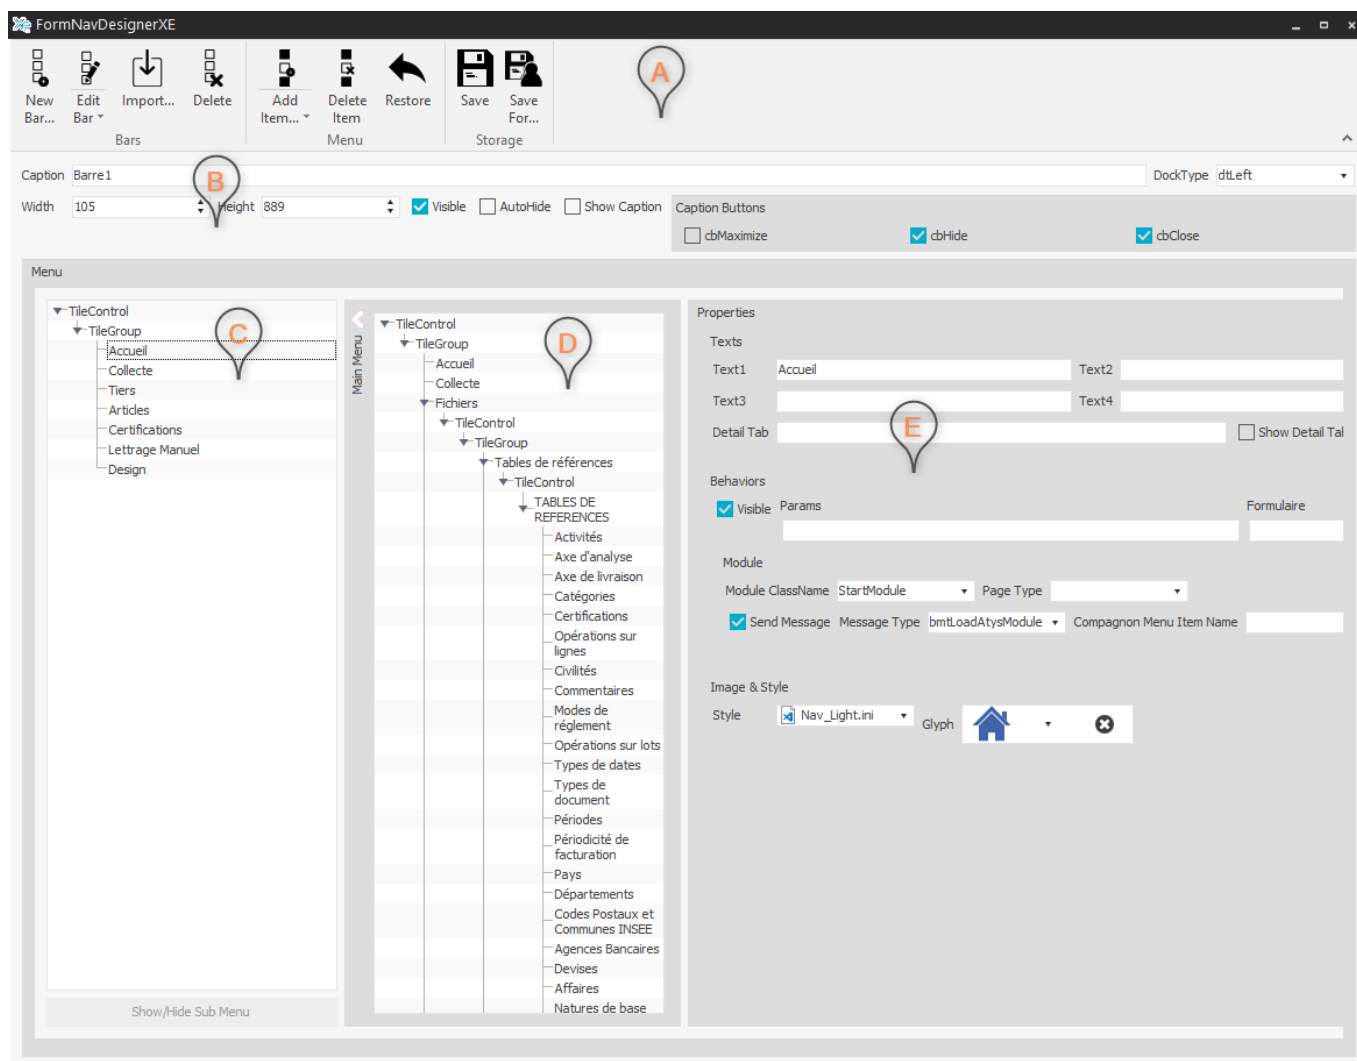 FormNavDesignerXE
New Bar...
Edit Bar
Import...
Delete
Add Item...
Delete Item
Restore
Save
Save For...
Bars
Menu
Storage
A
Caption Barre1
DockType dtLeft
B
Width 105
Height 889
Visible
AutoHide
Show Caption
Caption Buttons
cbMaximize
cbHide
cbClose
Menu
TileControl
TileGroup
Accueil
Collecte
Tiers
Articles
Certifications
Lettrage Manuel
Design
C
Show/Hide Sub Menu
Main Menu
TileControl
TileGroup
Accueil
Collecte
Fichiers
TileControl
TileGroup
Tables de références
TileControl
TABLES DE
REFERENCES
Activités
Axe d'analyse
Axe de livraison
Catégories
Certifications
Opérations sur
lignes
Civilités
Commentaires
Modes de
réglement
Opérations sur lots
Types de dates
Types de
document
Périodes
Périodicité de
facturation
Pays
Départements
Codes Postaux et
Communes INSEE
Agences Bancaires
Devises
Affaires
Natures de base
D
Properties
Texts
Text1 Accueil
Text2
Text3
Text4
Detail Tab
Show Detail Tal
E
Behaviors
Visible
Params
Formulaire
Module
Module ClassName StartModule
Page Type
Send Message
Message Type bmtLoadAtysModule
Compagnon Menu Item Name
Image & Style
Style Nav_Light.ini
Glyph